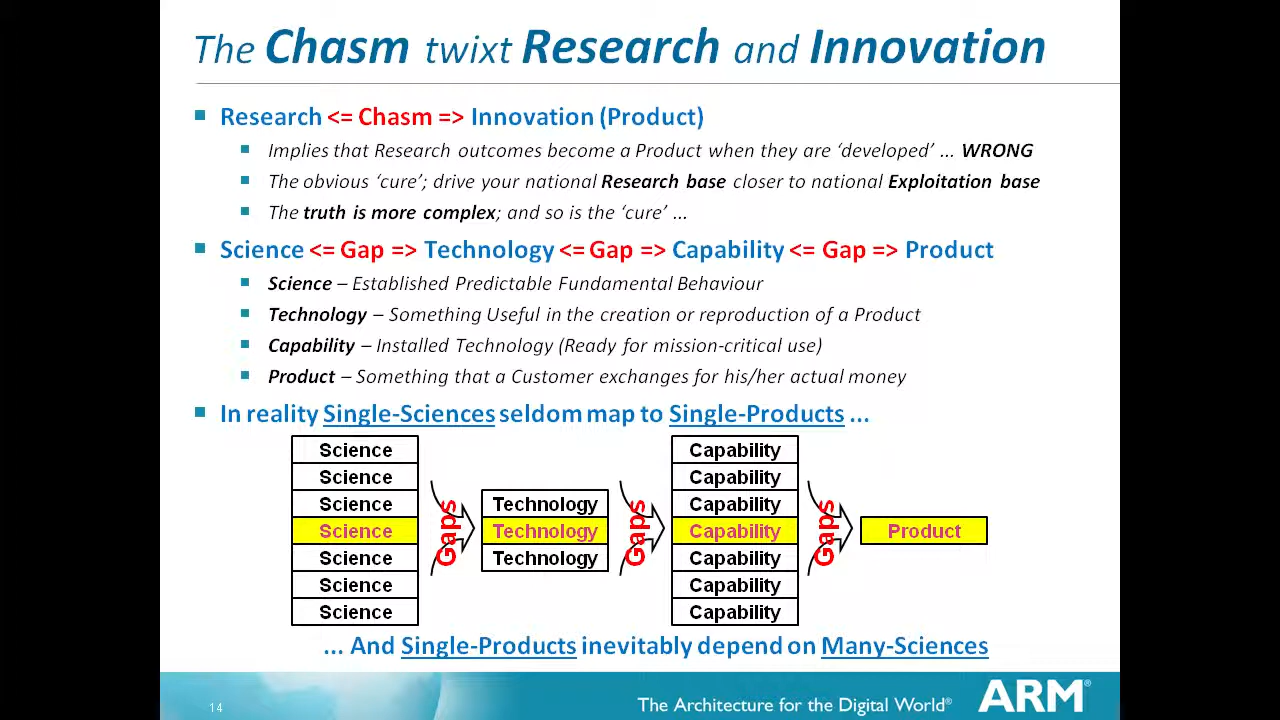 The Chasm twixt Research and Innovation
Research <= Chasm => Innovation (Product)
Implies that Research outcomes become a Product when they are ‘developed’ ... WRONG
The obvious ‘cure’; drive your national Research base closer to national Exploitation base
The truth is more complex; and so is the ‘cure’ ...
Science <= Gap => Technology <= Gap => Capability <= Gap => Product
Science – Established Predictable Fundamental Behaviour
Technology – Something Useful in the creation or reproduction of a Product
Capability – Installed Technology (Ready for mission-critical use)
Product – Something that a Customer exchanges for his/her actual money
In reality Single-Sciences seldom map to Single-Products ...
Science
Science
Science
Science
Science
Science
Science
Gaps
Technology
Technology
Technology
Gaps
Capability
Capability
Capability
Capability
Capability
Capability
Capability
Gaps
Product
... And Single-Products inevitably depend on Many-Sciences
14
The Architecture for the Digital World®
ARM®